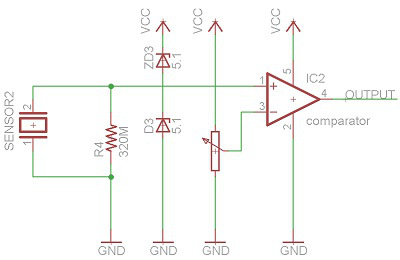 VCC
VCC
VCC
ZD3
5.1
IC2
5
SENSOR2
2
1
1
3
+
-
+
4
OUTPUT
2
comparator
R4
320M
D3
5.1
GND
GND
GND
GND